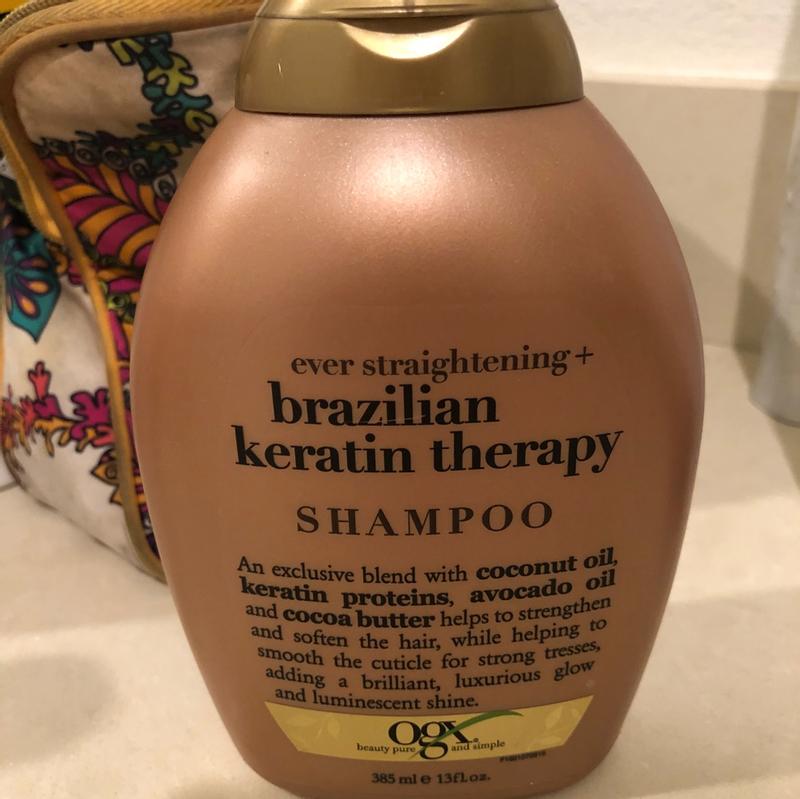 ever straightening+
brazilian
keratin therapy
SHAMPOO
An exclusive blend with coconut oil,
keratin proteins, avocado oil
and cocoa butter helps to strengthen
and soften the hair, while helping to
smooth the cuticle for strong tresses,
adding a brilliant, luxurious glow
and luminescent shine.
ogx®
beauty pure and simple
385 ml e 13fl.oz.